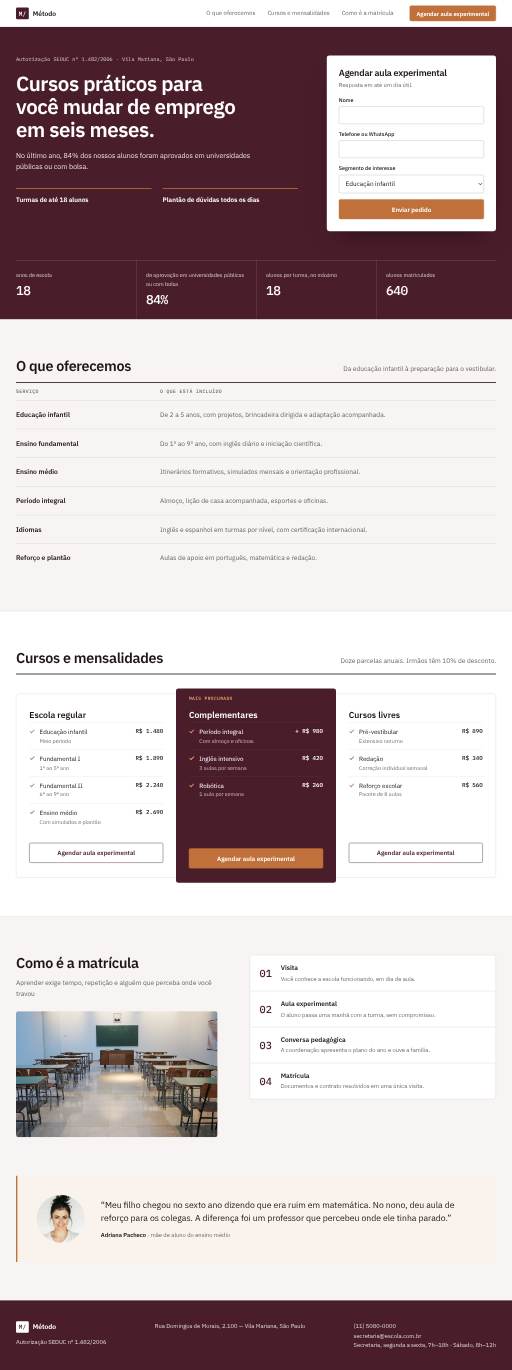 M/ Método
O que oferecemos
Cursos e mensalidades
Como é a matrícula
Agendar aula experimental
Autorização SEDUC nº 1.482/2006 · Vila Mariana, São Paulo
Cursos práticos para
você mudar de emprego
em seis meses.
No último ano, 84% dos nossos alunos foram aprovados em universidades
públicas ou com bolsa.
Turmas de até 18 alunos
Plantão de dúvidas todos os dias
Agendar aula experimental
Resposta em até um dia útil.
Nome
Telefone ou WhatsApp
Segmento de interesse
Educação infantil
Enviar pedido
anos de escola
18
de aprovação em universidades públicas
ou com bolsa
84%
alunos por turma, no máximo
18
alunos matriculados
640
O que oferecemos
Da educação infantil à preparação para o vestibular.
SERVIÇO
O QUE ESTÁ INCLUÍDO
Educação infantil
De 2 a 5 anos, com projetos, brincadeira dirigida e adaptação acompanhada.
Ensino fundamental
Do 1º ao 9º ano, com inglês diário e iniciação científica.
Ensino médio
Itinerários formativos, simulados mensais e orientação profissional.
Período integral
Almoço, lição de casa acompanhada, esportes e oficinas.
Idiomas
Inglês e espanhol em turmas por nível, com certificação internacional.
Reforço e plantão
Aulas de apoio em português, matemática e redação.
Cursos e mensalidades
Doze parcelas anuais. Irmãos têm 10% de desconto.
Escola regular
Educação infantil R$ 1.480
Meio período
Fundamental I R$ 1.890
1º ao 5º ano
Fundamental II R$ 2.240
6º ao 9º ano
Ensino médio R$ 2.690
Com simulados e plantão
Agendar aula experimental
MAIS PROCURADO
Complementares
Período integral + R$ 980
Com almoço e oficinas
Inglês intensivo R$ 420
3 aulas por semana
Robótica R$ 260
1 aula por semana
Agendar aula experimental
Cursos livres
Pré-vestibular R$ 890
Extensivo noturno
Redação R$ 340
Correção individual semanal
Reforço escolar R$ 560
Pacote de 8 aulas
Agendar aula experimental
Como é a matrícula
Aprender exige tempo, repetição e alguém que perceba onde você
travou
01 Visita
Você conhece a escola funcionando, em dia de aula.
02 Aula experimental
O aluno passa uma manhã com a turma, sem compromisso.
03 Conversa pedagógica
A coordenação apresenta o plano do ano e ouve a família.
04 Matrícula
Documentos e contrato resolvidos em uma única visita.
“Meu filho chegou no sexto ano dizendo que era ruim em matemática. No nono, deu aula de
reforço para os colegas. A diferença foi um professor que percebeu onde ele tinha parado.”
Adriana Pacheco · mãe de aluno do ensino médio
M/ Método
Autorização SEDUC nº 1.482/2006
Rua Domingos de Morais, 2.100 — Vila Mariana, São Paulo
(11) 5080-0000
secretaria@escola.com.br
Secretaria, segunda a sexta, 7h–18h · Sábado, 8h–12h